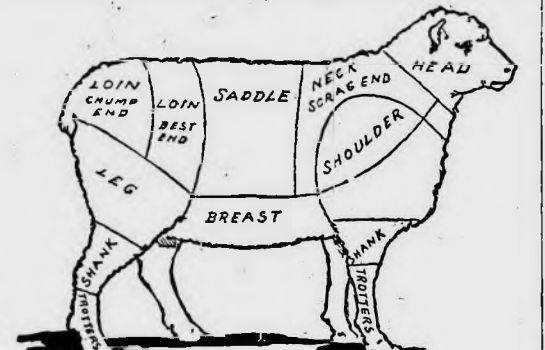 HEAD
NECK
SCRAG END
SHOULDER
SADDLE
LOIN
CHUMP
END
LOIN
BEST
END
LEG
BREAST
SHANK
TROTTERS
SHANK
TROTTERS